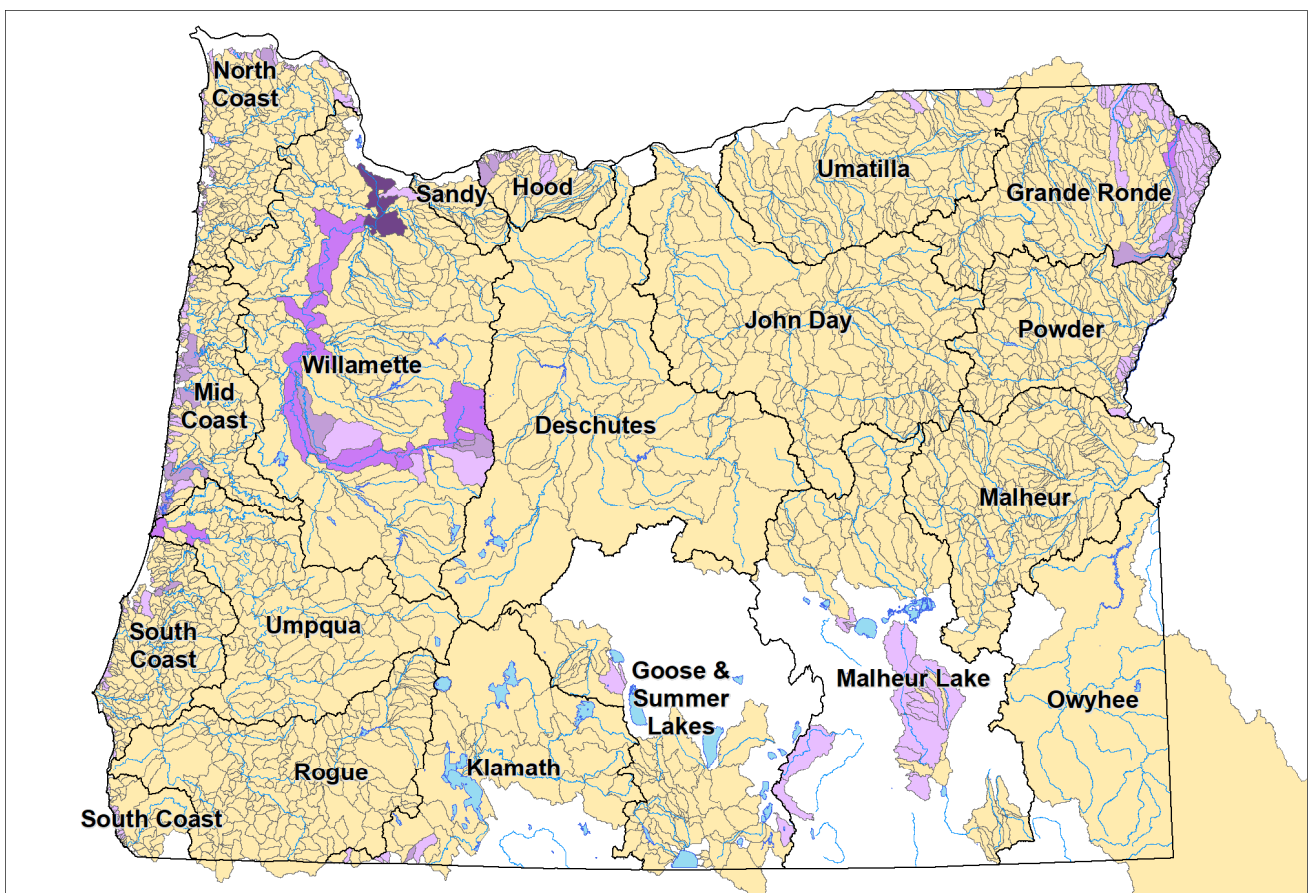 North
Coast
Umatilla
Sandy
Hood
Grande Ronde
John Day
Powder
Willamette
Mid
Coast
Deschutes
Malheur
Umpqua
South
Coast
Goose &
Summer
Lakes
Malheur Lake
Owyhee
Rogue
Klamath
South Coast